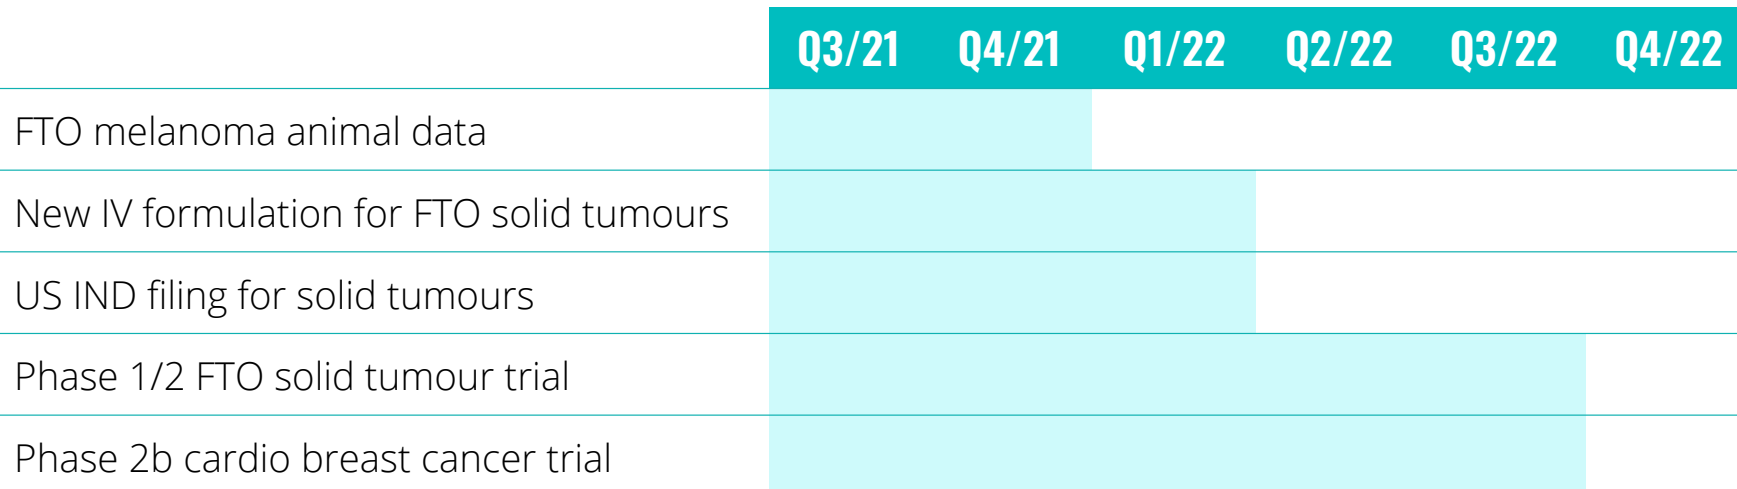 Q3/21 Q4/21 Q1/22 Q2/22 Q3/22 Q4/22
FTO melanoma animal data
New IV formulation for FTO solid tumours
US IND filing for solid tumours
Phase 1/2 FTO solid tumour trial
Phase 2b cardio breast cancer trial